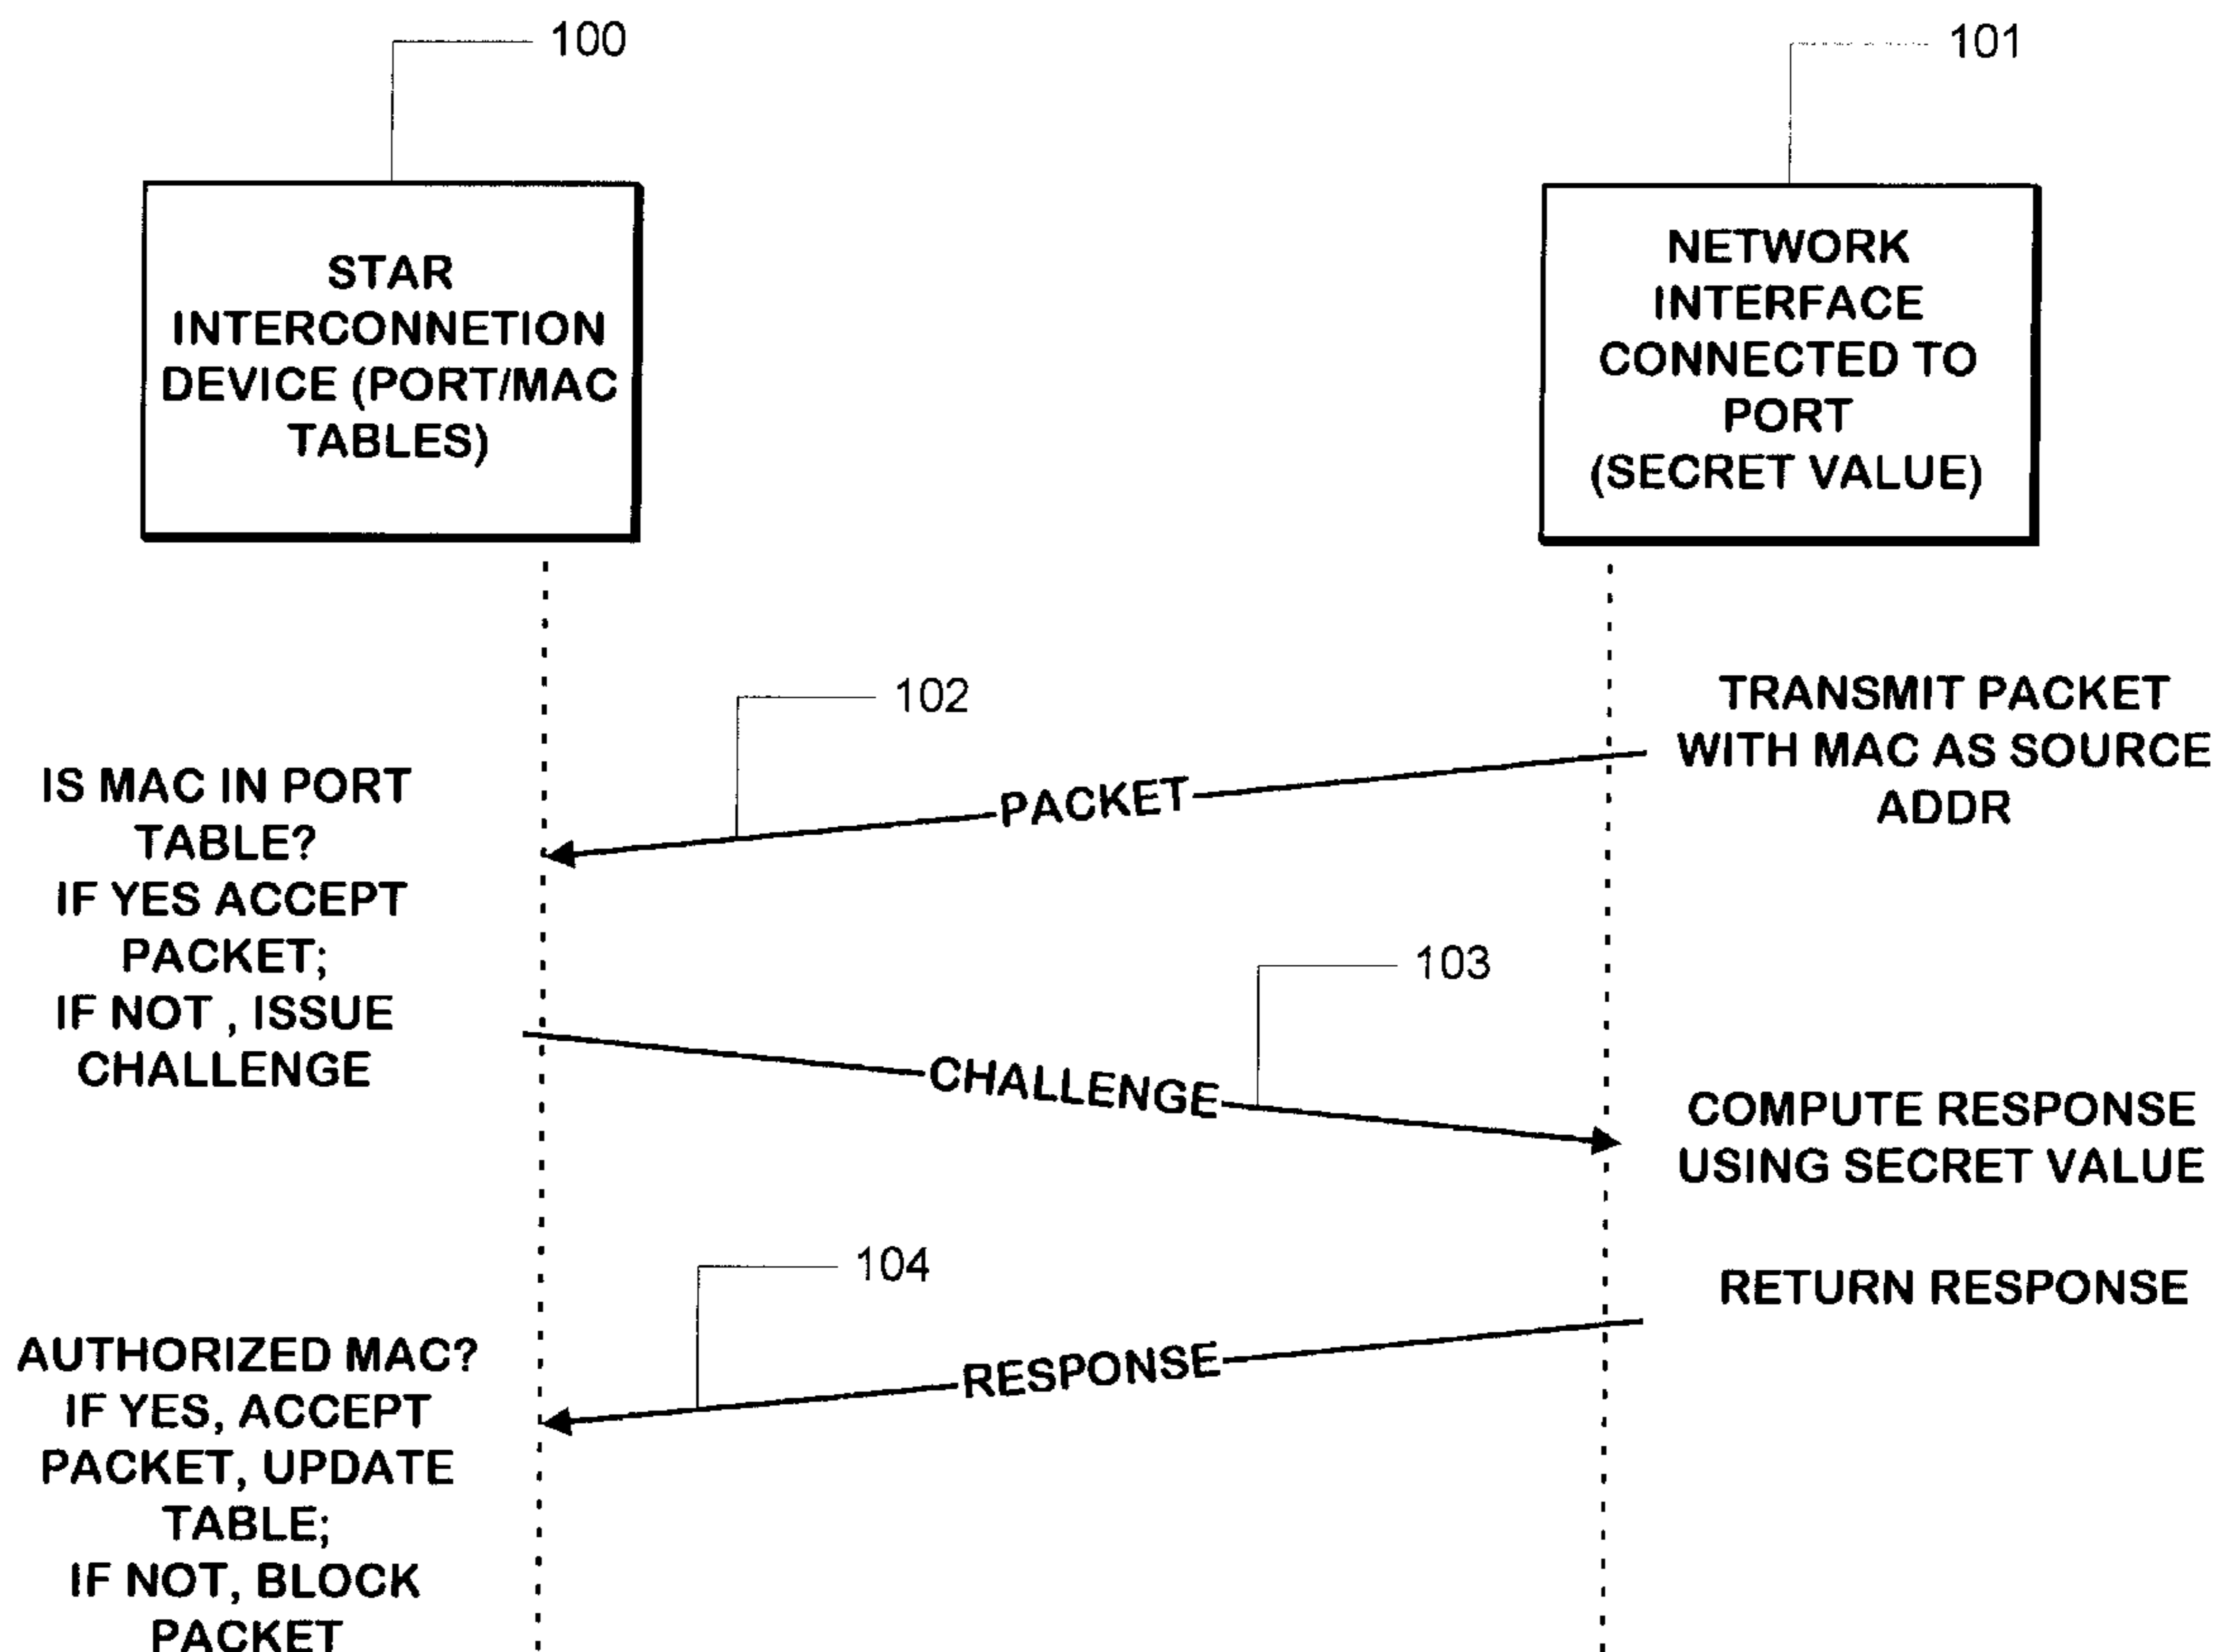 100
101
STAR
INTERCONNETION
DEVICE (PORT/MAC
TABLES)
NETWORK
INTERFACE
CONNECTED TO
PORT
(SECRET VALUE)
102
TRANSMIT PACKET
WITH MAC AS SOURCE
ADDR
PACKET
IS MAC IN PORT
TABLE?
IF YES ACCEPT
PACKET;
IF NOT , ISSUE
CHALLENGE
103
CHALLENGE
COMPUTE RESPONSE
USING SECRET VALUE
104
RETURN RESPONSE
RESPONSE
AUTHORIZED MAC?
IF YES, ACCEPT
PACKET, UPDATE
TABLE;
IF NOT, BLOCK
PACKET